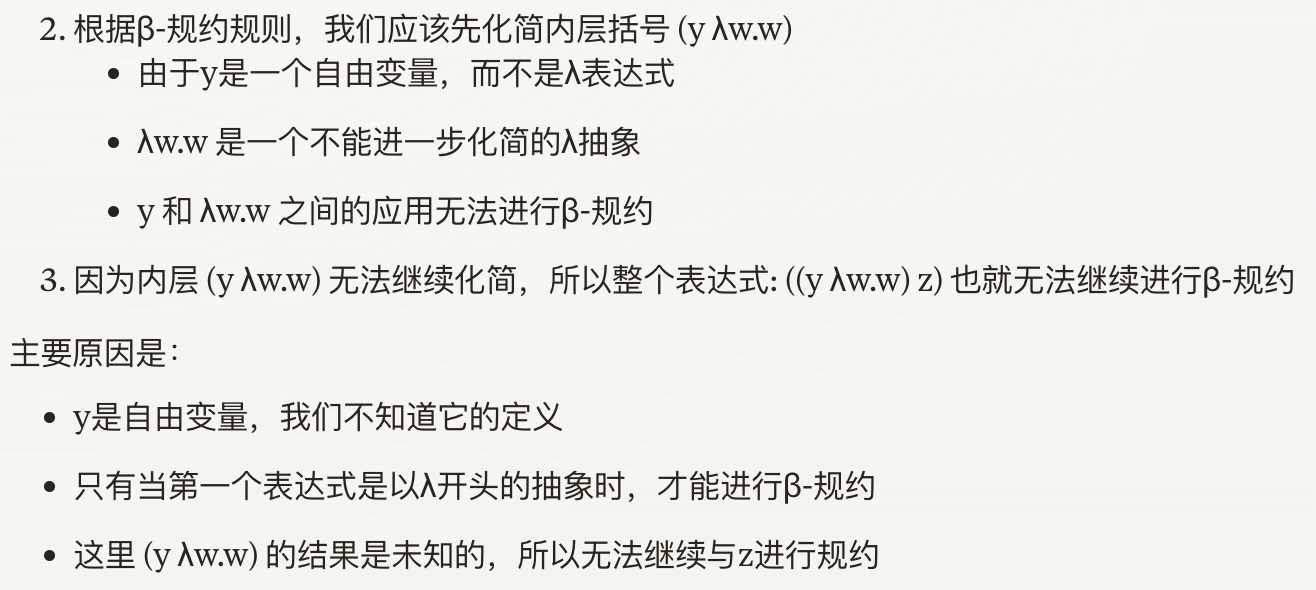 2. 根据β-规约规则，我们应该先化简内层括号 (y λw.w)
• 由于y是一个自由变量，而不是λ表达式
• λw.w 是一个不能进一步化简的λ抽象
• y 和 λw.w 之间的应用无法进行β-规约
3. 因为内层 (y λw.w) 无法继续化简，所以整个表达式: ((y λw.w) z) 也就无法继续进行β-规约
主要原因是：
• y是自由变量，我们不知道它的定义
• 只有当第一个表达式是以λ开头的抽象时，才能进行β-规约
• 这里 (y λw.w) 的结果是未知的，所以无法继续与z进行规约